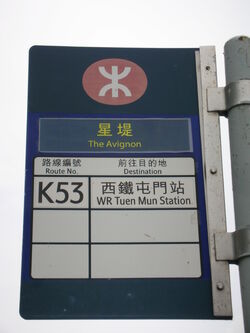 星堤
The Avignon
路線編號 前往目的地
Route No. Destination
K53 西鐵屯門站
WR Tuen Mun Station